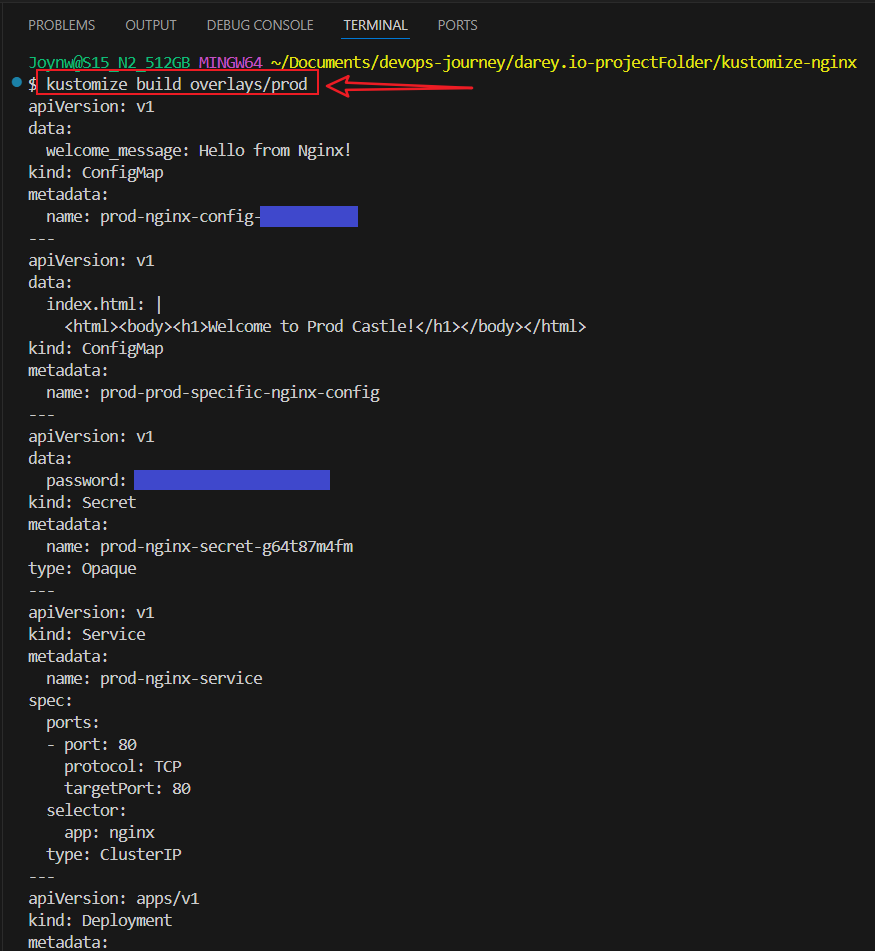 PROBLEMS OUTPUT DEBUG CONSOLE TERMINAL PORTS
Joynw@S15_N2_512GB MINGW64 ~/Documents/devops-journey/darey.io-projectFolder/kustomize-nginx
$ kustomize build overlays/prod
apiVersion: v1
data:
  welcome_message: Hello from Nginx!
kind: ConfigMap
metadata:
  name: prod-nginx-config-
---
apiVersion: v1
data:
  index.html: |
    <html><body><h1>Welcome to Prod Castle!</h1></body></html>
kind: ConfigMap
metadata:
  name: prod-prod-specific-nginx-config
---
apiVersion: v1
data:
  password:
kind: Secret
metadata:
  name: prod-nginx-secret-g64t87m4fm
type: Opaque
---
apiVersion: v1
kind: Service
metadata:
  name: prod-nginx-service
spec:
  ports:
  - port: 80
    protocol: TCP
    targetPort: 80
  selector:
    app: nginx
  type: ClusterIP
---
apiVersion: apps/v1
kind: Deployment
metadata: